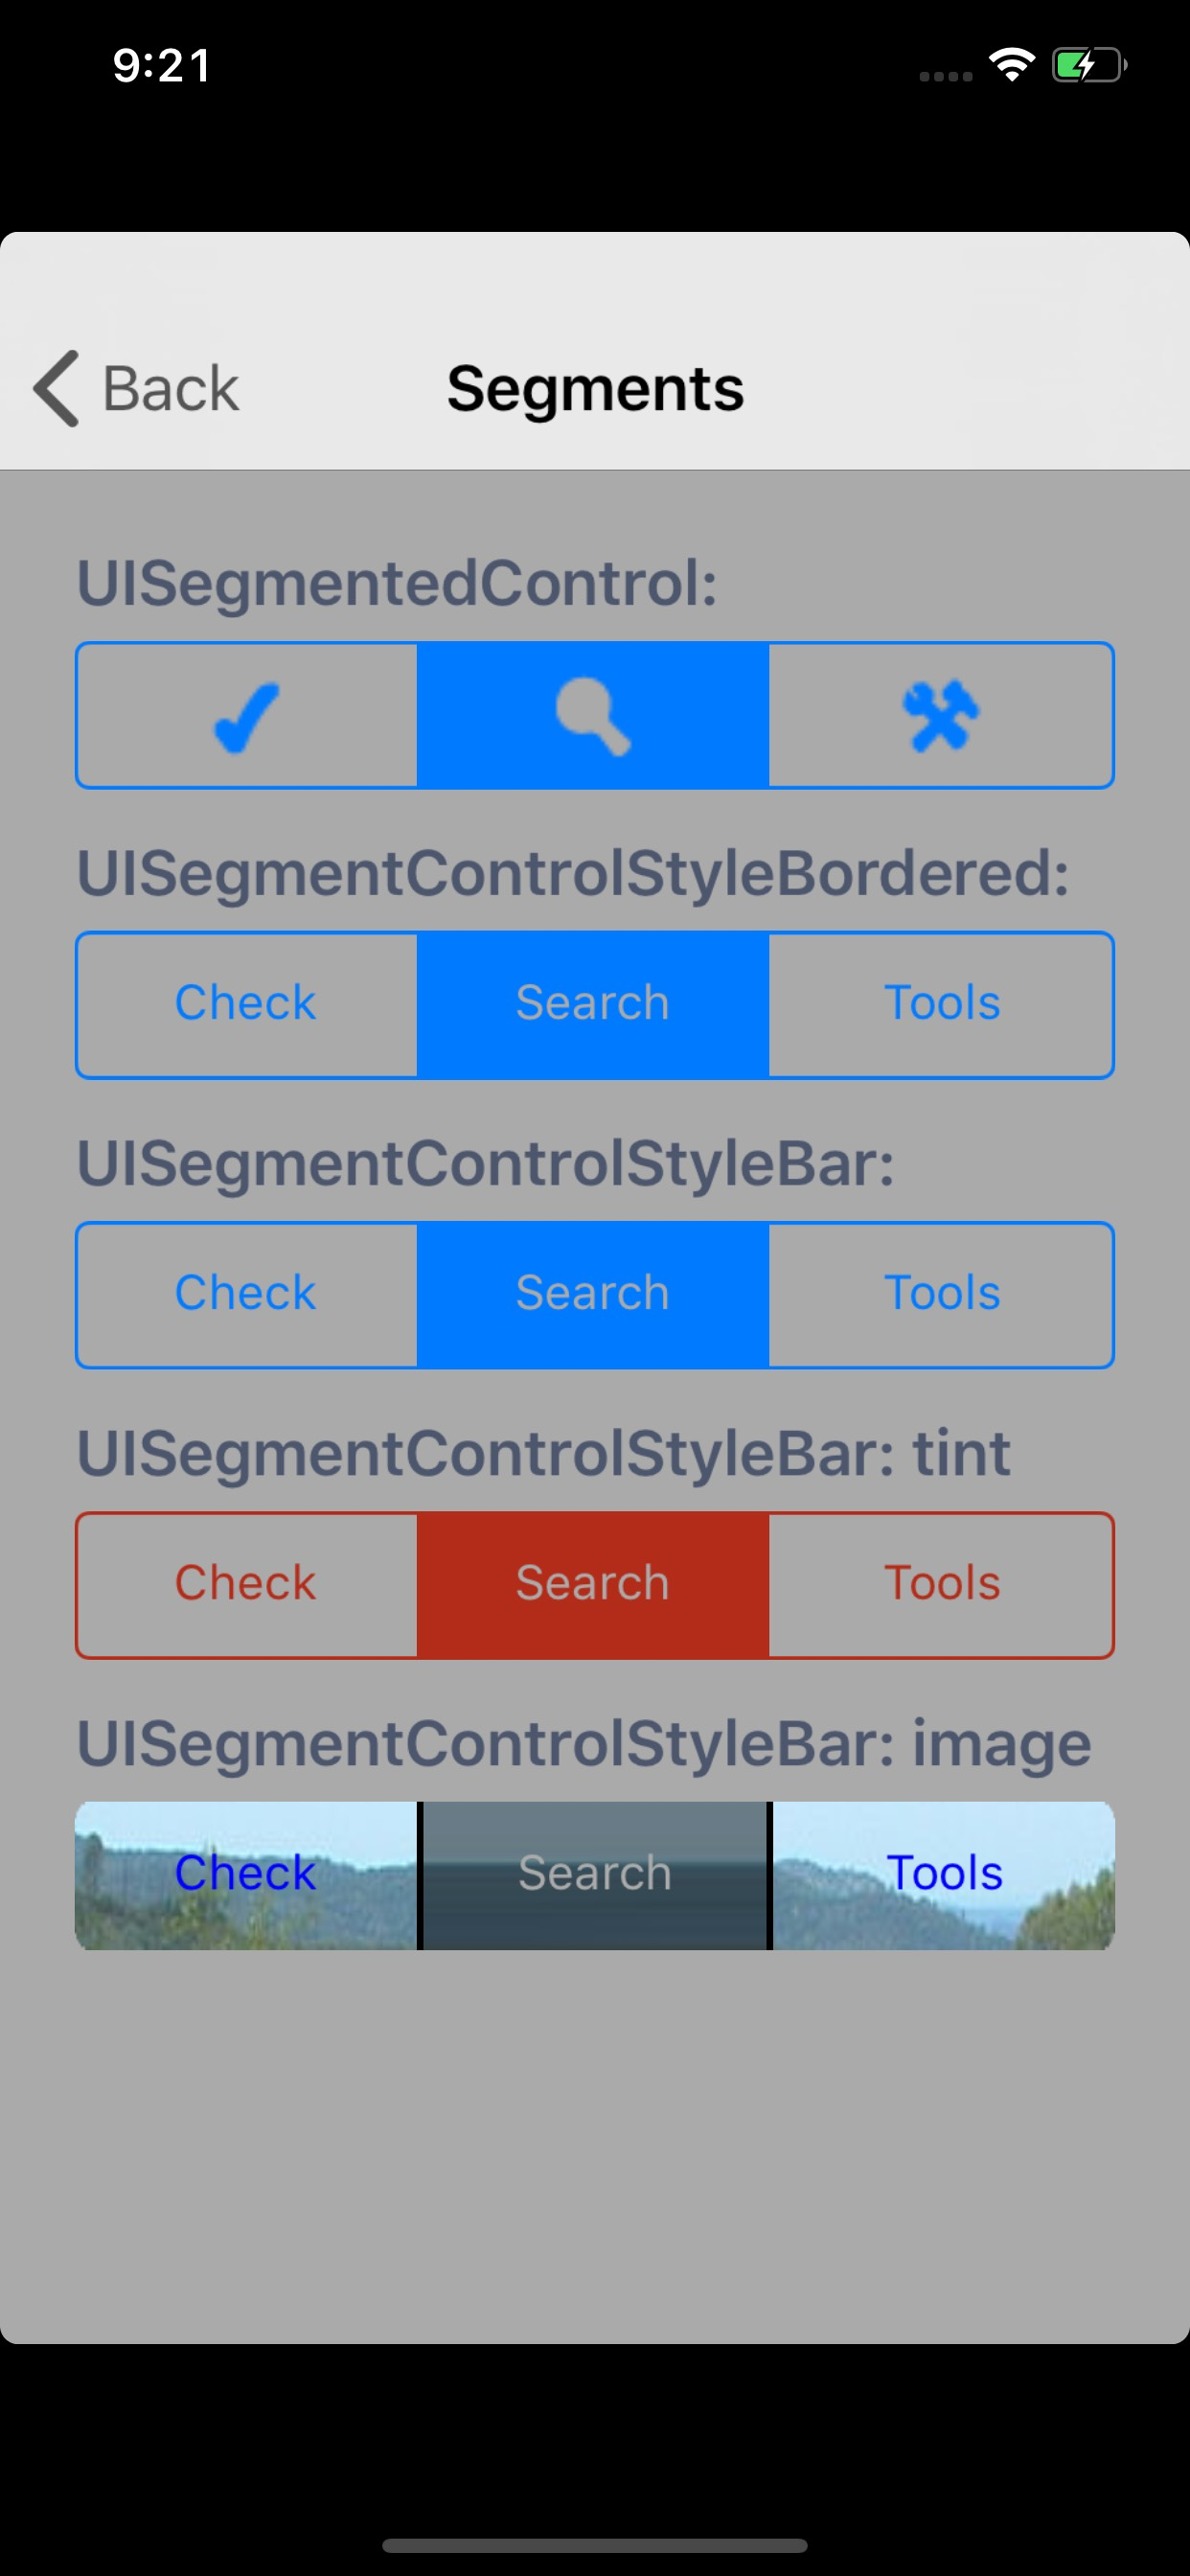 9:21
Back Segments
UISegmentedControl:
UISegmentControlStyleBordered:
Check Search Tools
UISegmentControlStyleBar:
Check Search Tools
UISegmentControlStyleBar: tint
Check Search Tools
UISegmentControlStyleBar: image
Check Search Tools